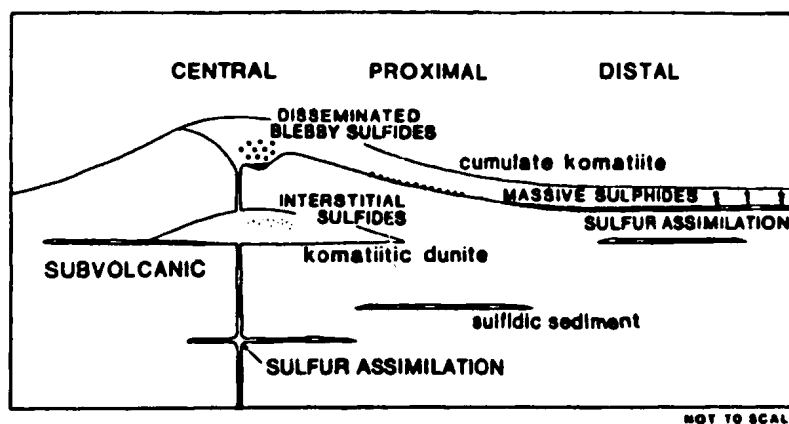 CENTRAL
PROXIMAL
DISTAL
DISSEMINATED
BLEBBY SULFIDES
cumulate komatiite
MASSIVE SULPHIDES
INTERSTITIAL
SULFIDES
SULFUR ASSIMILATION
komatiitic dunite
SUBVOLCANIC
sulfidic sediment
SULFUR ASSIMILATION
NOT TO SCAL